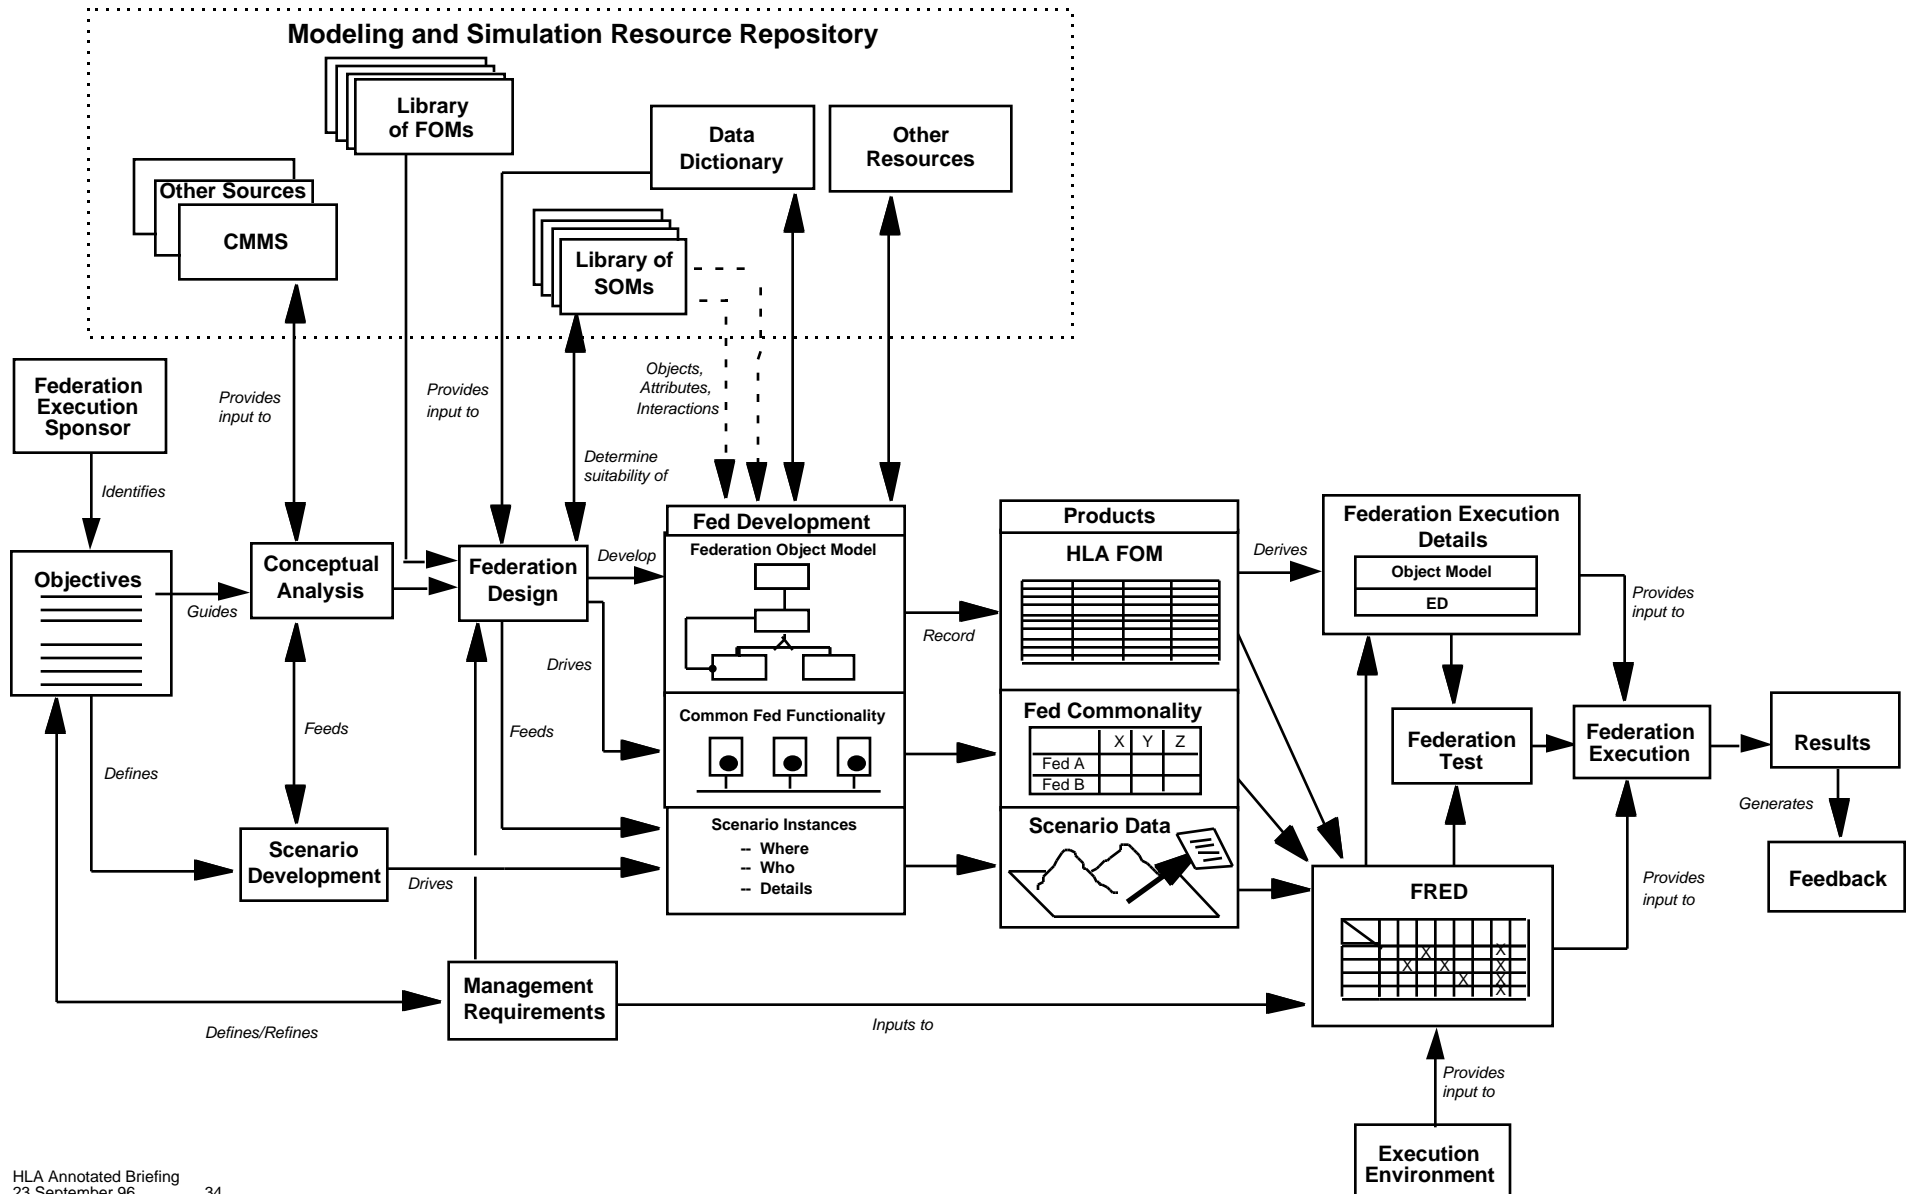 Modeling and Simulation Resource Repository
Library
of FOMs
Data
Dictionary
Other
Resources
Other Sources
CMMS
Library of
SOMs
Federation
Execution
Sponsor
Provides
input to
Provides
input to
Objects,
Attributes,
Interactions
Determine
suitability of
Identifies
Objectives
Guides
Conceptual
Analysis
Federation
Design
Develop
Fed Development
Federation Object Model
Record
Products
HLA FOM
Derives
Federation Execution
Details
Object Model
ED
Provides
input to
Drives
Feeds
Feeds
Defines
Common Fed Functionality
Fed Commonality
X Y Z
Fed A
Fed B
Federation
Test
Federation
Execution
Results
Generates
Feedback
Scenario
Development
Drives
Scenario Instances
-- Where
-- Who
-- Details
Scenario Data
FRED
X X
X X X
X X
X
Provides
input to
Management
Requirements
Defines/Refines
Inputs to
Provides
input to
Execution
Environment
HLA Annotated Briefing
23 September 96 34